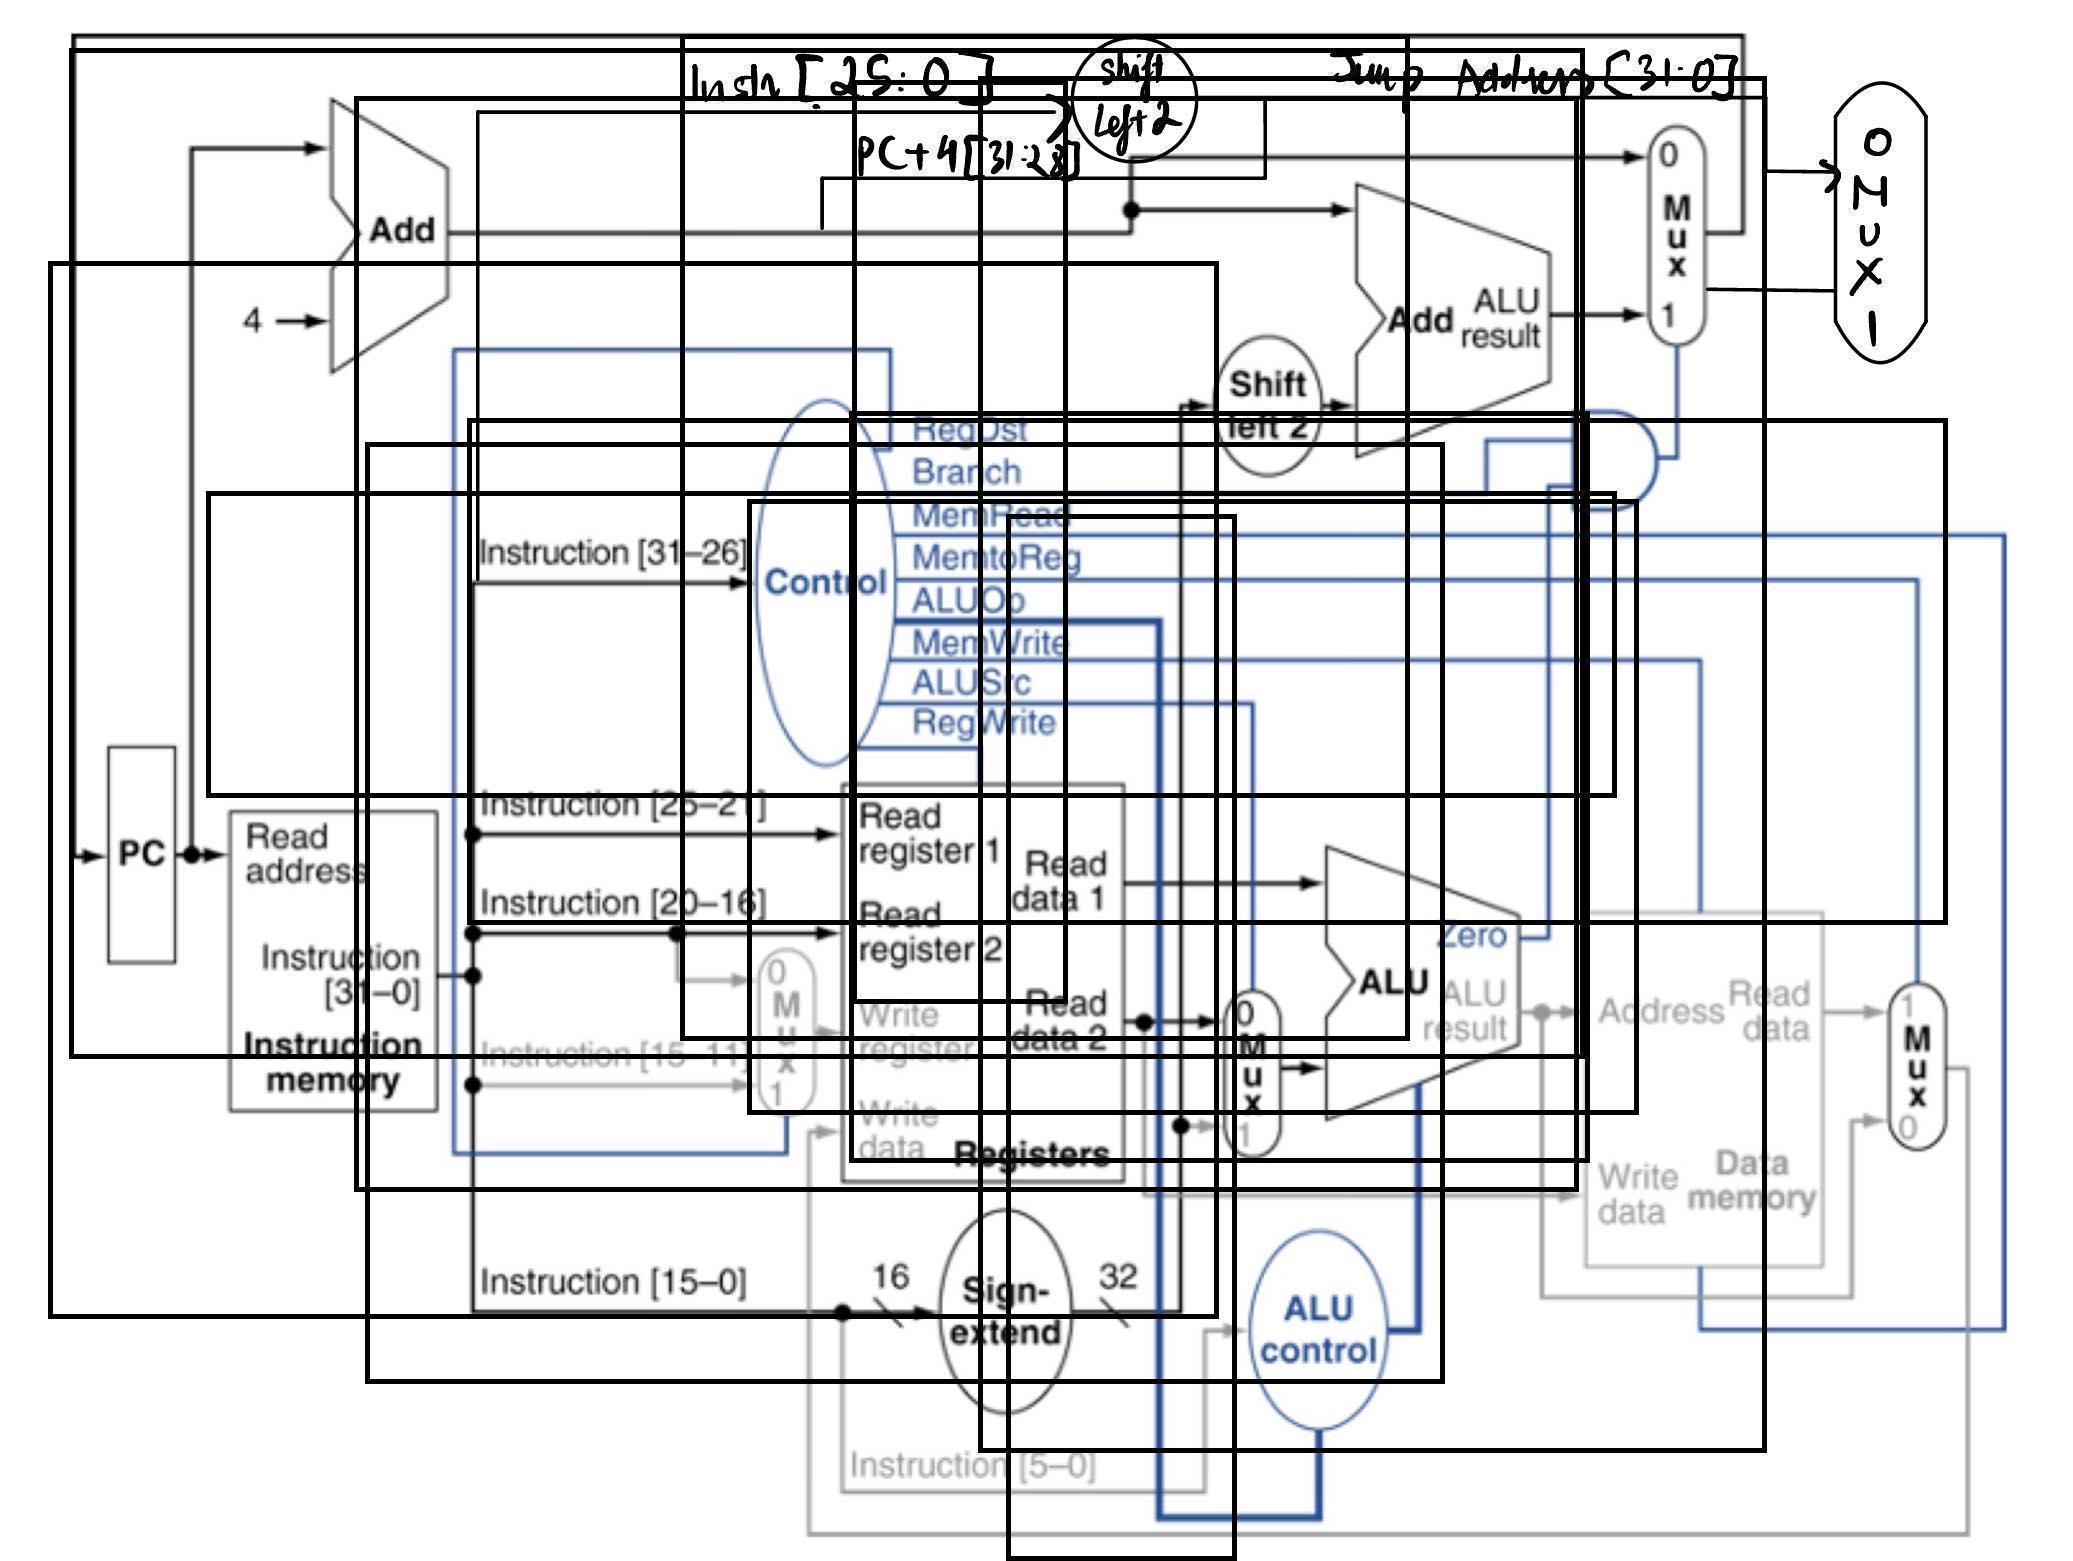 Instr [25:0]
shift
Left 2
Jump Address [31:0]
PC+4[31:28]
0
M
u
x
1
0
M
u
x
1
Add
4
Add
ALU
result
Shift
left 2
RegDst
Branch
MemRead
MemtoReg
ALUOp
MemWrite
ALUSrc
RegWrite
Control
Instruction [31–26]
Instruction [25–21]
Instruction [20–16]
Instruction [15–11]
Instruction [15–0]
Instruction [5–0]
PC
Read
address
Instruction
[31–0]
Instruction
memory
0
M
u
x
1
Read
register 1
Read
register 2
Write
register
Write
data
Read
data 1
Read
data 2
Registers
0
M
u
x
1
Zero
ALU
ALU
result
Address
Read
data
Write
data
Data
memory
1
M
u
x
0
16
Sign-
extend
32
ALU
control